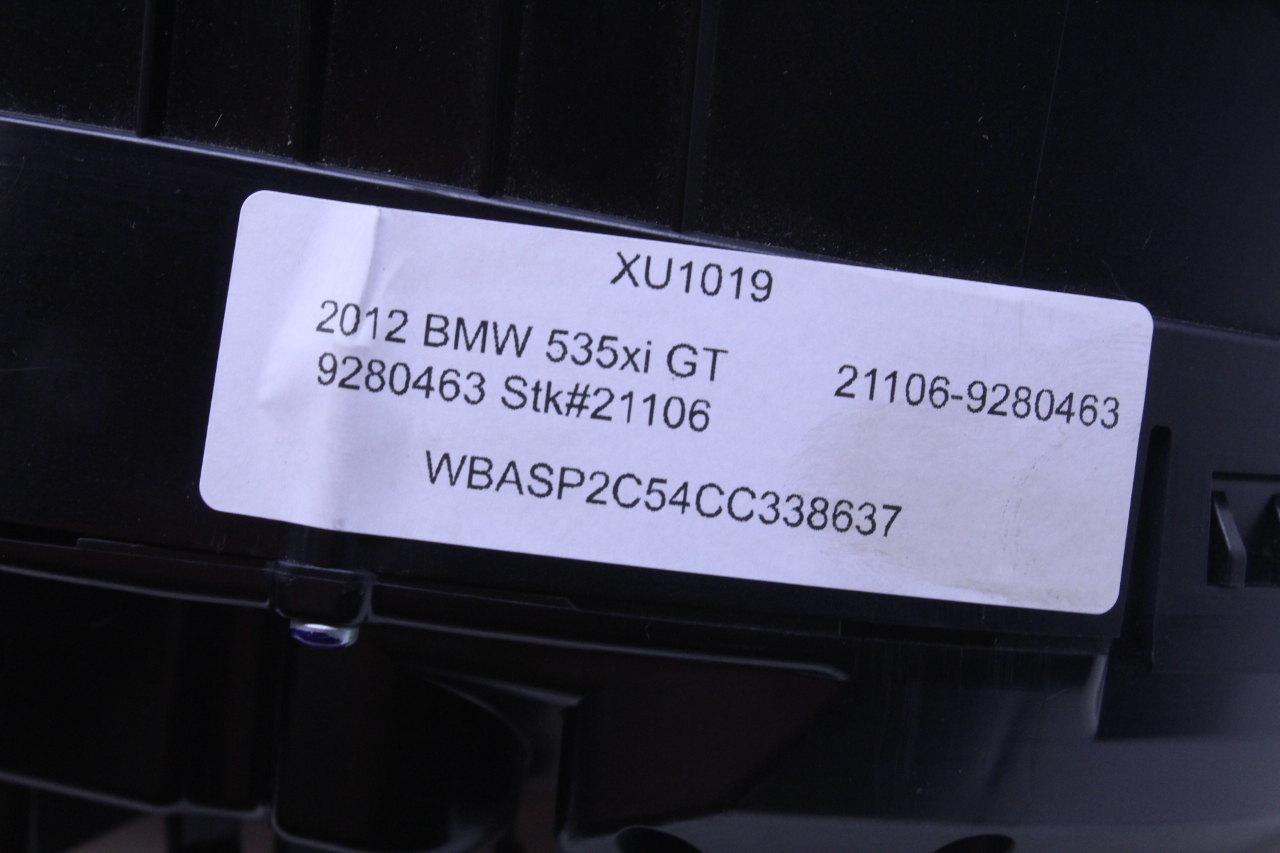 XU1019
2012 BMW 535xi GT
9280463 Stk#21106
21106-9280463
WBASP2C54CC338637